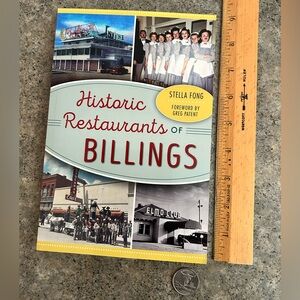 STELLA FONG
FOREWORD BY
GREG PATENT
Historic
Restaurants OF
BILLINGS
ELMO CLUB